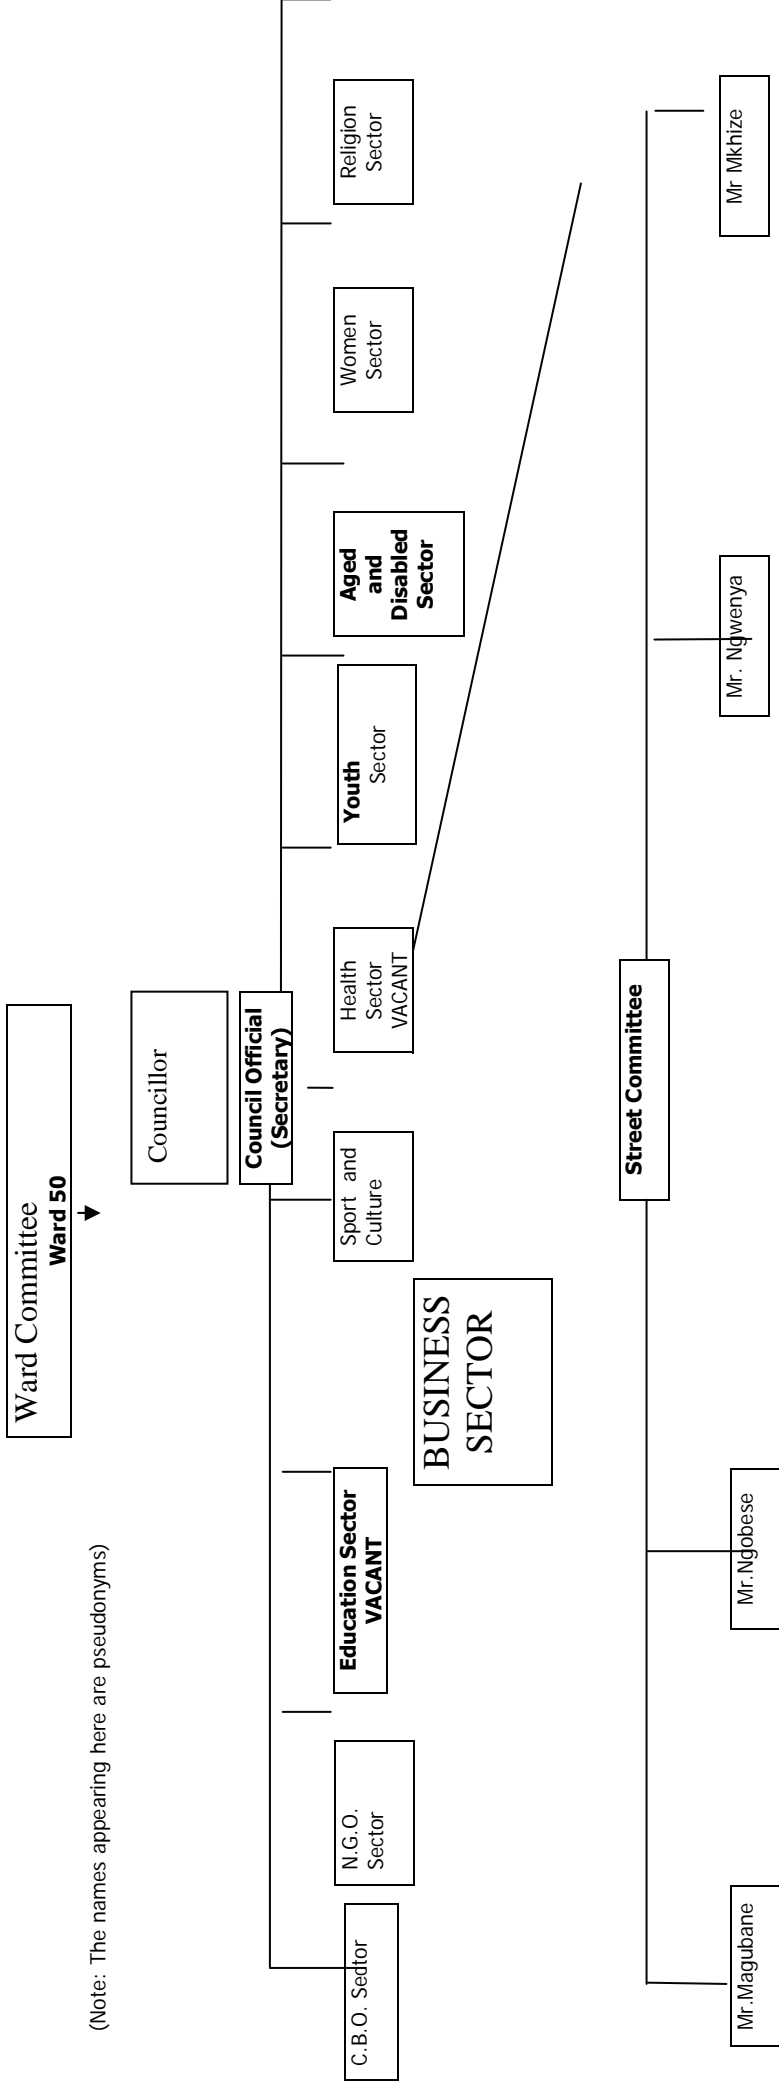 Ward Committee
Ward 50
(Note: The names appearing here are pseudonyms)
Councillor
Council Official
(Secretary)
C.B.O. Sector
N.G.O.
Sector
Education Sector
VACANT
BUSINESS
SECTOR
Sport and
Culture
Health
Sector
VACANT
Youth
Sector
Aged
and
Disabled
Sector
Women
Sector
Religion
Sector
Street Committee
Mr.Magubane
Mr.Ngobese
Mr. Ngwenya
Mr Mkhize